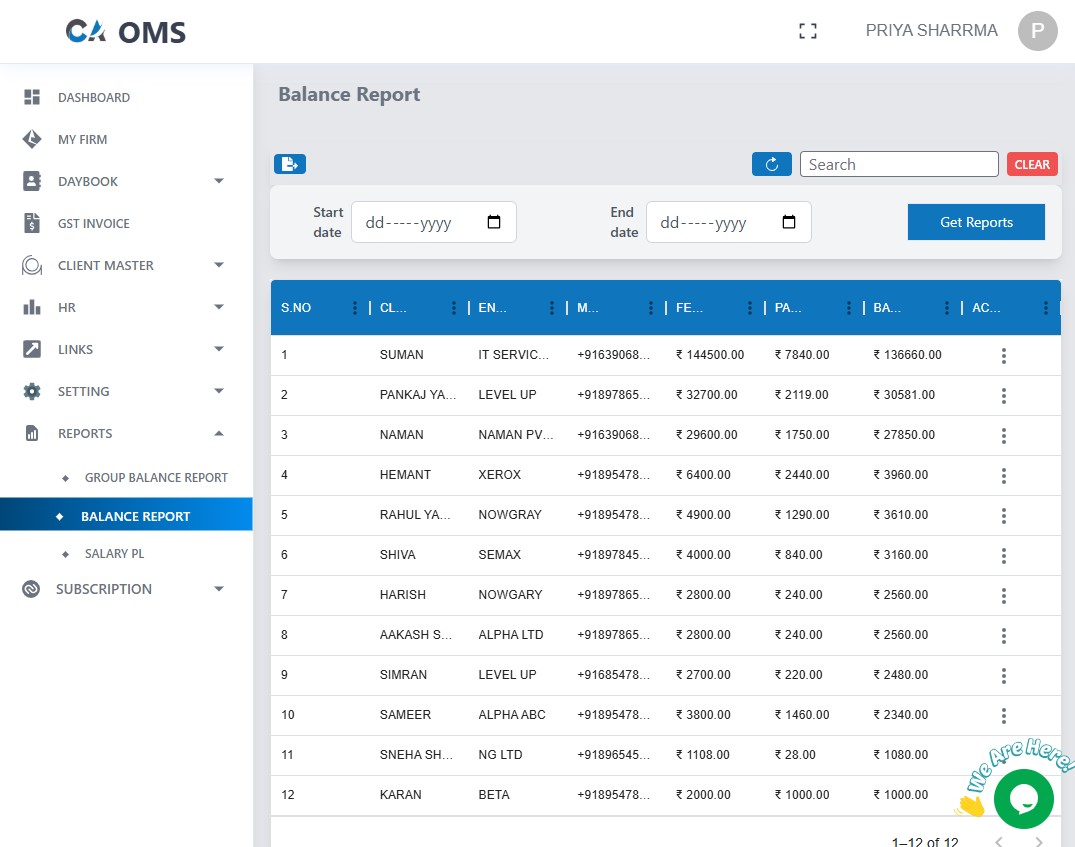 CA OMS
PRIYA SHARRMA
P
DASHBOARD
MY FIRM
DAYBOOK
GST INVOICE
CLIENT MASTER
HR
LINKS
SETTING
REPORTS
GROUP BALANCE REPORT
BALANCE REPORT
SALARY PL
SUBSCRIPTION
Balance Report
Search CLEAR
Start date dd-----yyyy End date dd-----yyyy Get Reports
S.NO CL... EN... M... FE... PA... BA... AC...
1 SUMAN IT SERVIC... +91639068... ₹ 144500.00 ₹ 7840.00 ₹ 136660.00
2 PANKAJ YA... LEVEL UP +91897865... ₹ 32700.00 ₹ 2119.00 ₹ 30581.00
3 NAMAN NAMAN PV... +91639068... ₹ 29600.00 ₹ 1750.00 ₹ 27850.00
4 HEMANT XEROX +91895478... ₹ 6400.00 ₹ 2440.00 ₹ 3960.00
5 RAHUL YA... NOWGRAY +91895478... ₹ 4900.00 ₹ 1290.00 ₹ 3610.00
6 SHIVA SEMAX +91897845... ₹ 4000.00 ₹ 840.00 ₹ 3160.00
7 HARISH NOWGARY +91897865... ₹ 2800.00 ₹ 240.00 ₹ 2560.00
8 AAKASH S... ALPHA LTD +91897865... ₹ 2800.00 ₹ 240.00 ₹ 2560.00
9 SIMRAN LEVEL UP +91685478... ₹ 2700.00 ₹ 220.00 ₹ 2480.00
10 SAMEER ALPHA ABC +91895478... ₹ 3800.00 ₹ 1460.00 ₹ 2340.00
11 SNEHA SH... NG LTD +91896545... ₹ 1108.00 ₹ 28.00 ₹ 1080.00
12 KARAN BETA +91895478... ₹ 2000.00 ₹ 1000.00 ₹ 1000.00
We Are Here!
1–12 of 12